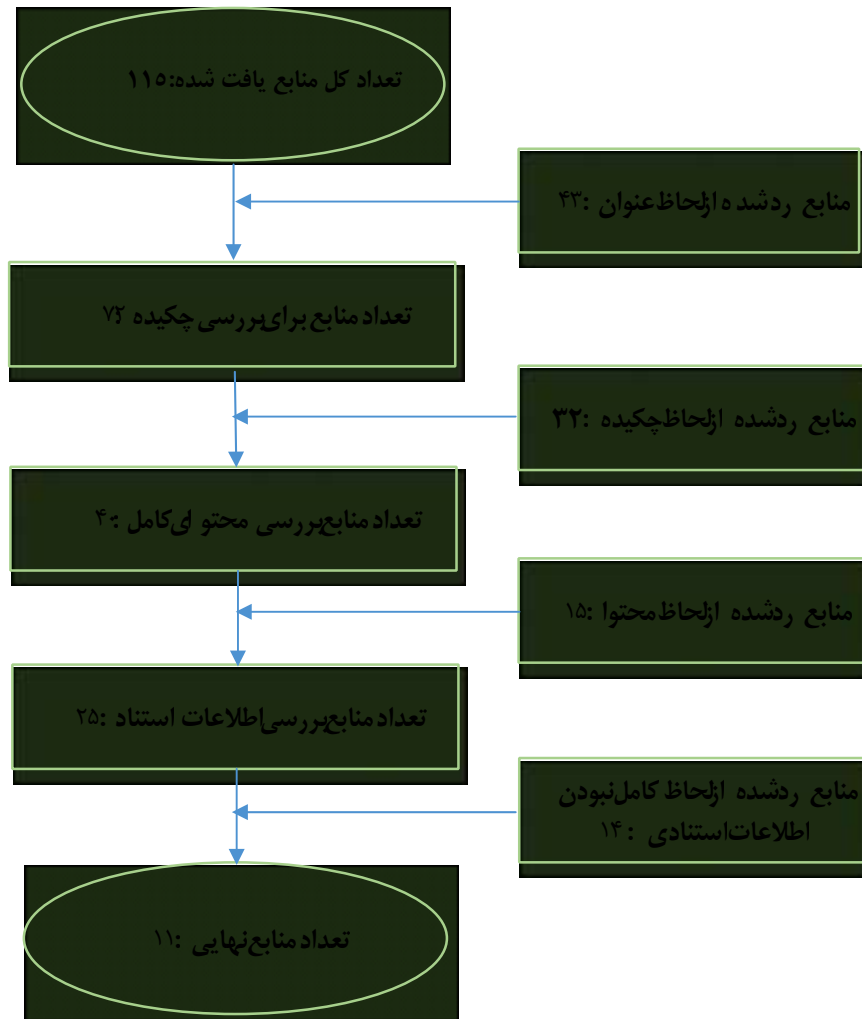 تعداد کل منابع یافت شده:۱۱۵
منابع ردشده ازلحاظ عنوان :۴۳
تعداد منابع برای بررسی چکیده :۷۲
منابع ردشده ازلحاظ چکیده :۳۲
تعداد منابع بررسی محتوای کامل :۴۰
منابع ردشده ازلحاظ محتوا :۱۵
تعداد منابع بررسی اطلاعات استناد :۲۵
منابع ردشده ازلحاظ کامل نبودن
اطلاعات استنادی : ۱۴
تعداد منابع نهایی :۱۱